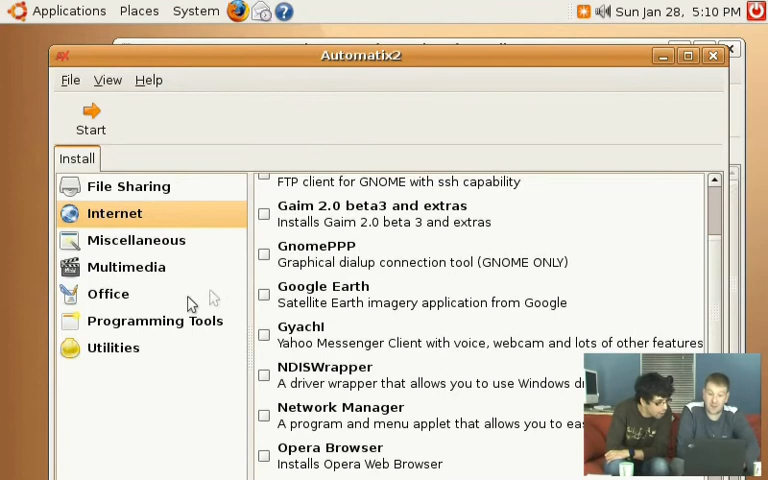 Applications Places System
Sun Jan 28, 5:10 PM
Automatix2
File View Help
Start
Install
File Sharing
Internet
Miscellaneous
Multimedia
Office
Programming Tools
Utilities
FTP client for GNOME with ssh capability
Gaim 2.0 beta3 and extras
Installs Gaim 2.0 beta 3 and extras
GnomePPP
Graphical dialup connection tool (GNOME ONLY)
Google Earth
Satellite Earth imagery application from Google
GyachI
Yahoo Messenger Client with voice, webcam and lots of other features
NDISWrapper
A driver wrapper that allows you to use Windows
Network Manager
A program and menu applet that allows you to
Opera Browser
Installs Opera Web Browser